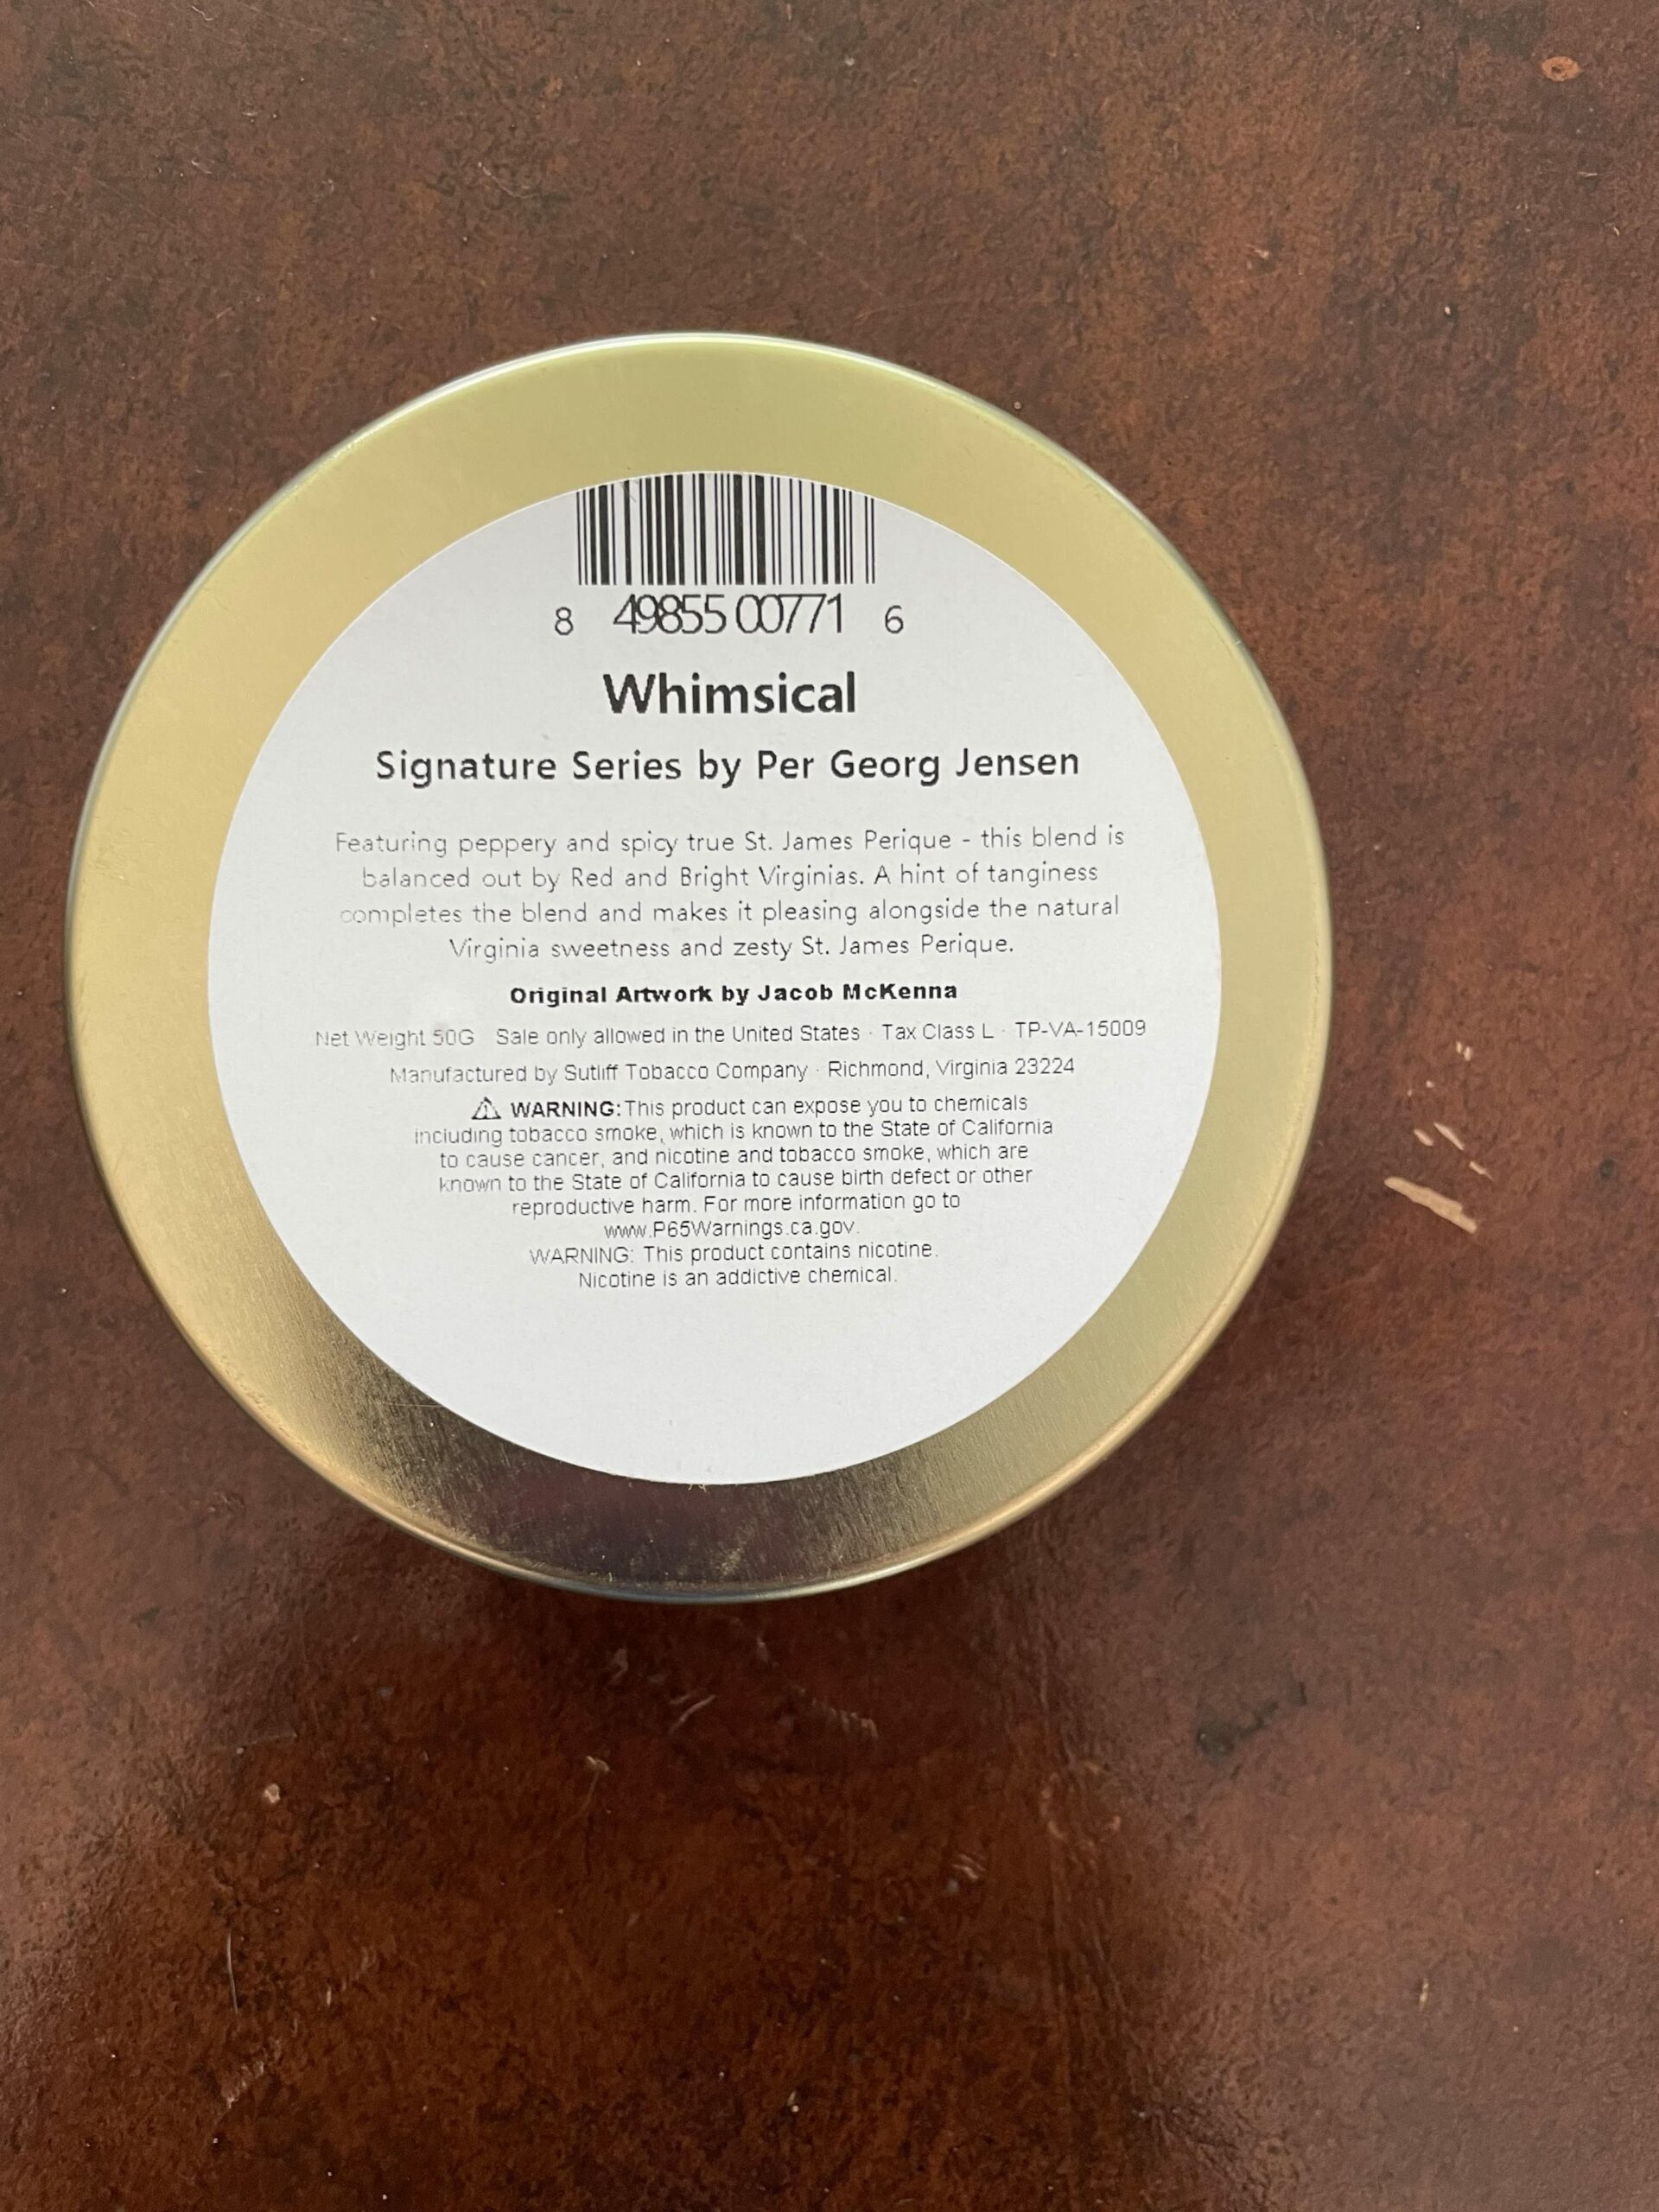 8 49855 00771 6
Whimsical
Signature Series by Per Georg Jensen
Featuring peppery and spicy true St. James Perique - this blend is
balanced out by Red and Bright Virginias. A hint of tanginess
completes the blend and makes it pleasing alongside the natural
Virginia sweetness and zesty St. James Perique.
Original Artwork by Jacob McKenna
Net Weight 50G Sale only allowed in the United States · Tax Class L · TP-VA-15009
Manufactured by Sutliff Tobacco Company · Richmond, Virginia 23224
⚠ WARNING: This product can expose you to chemicals
including tobacco smoke, which is known to the State of California
to cause cancer, and nicotine and tobacco smoke, which are
known to the State of California to cause birth defect or other
reproductive harm. For more information go to
www.P65Warnings.ca.gov.
WARNING: This product contains nicotine.
Nicotine is an addictive chemical.